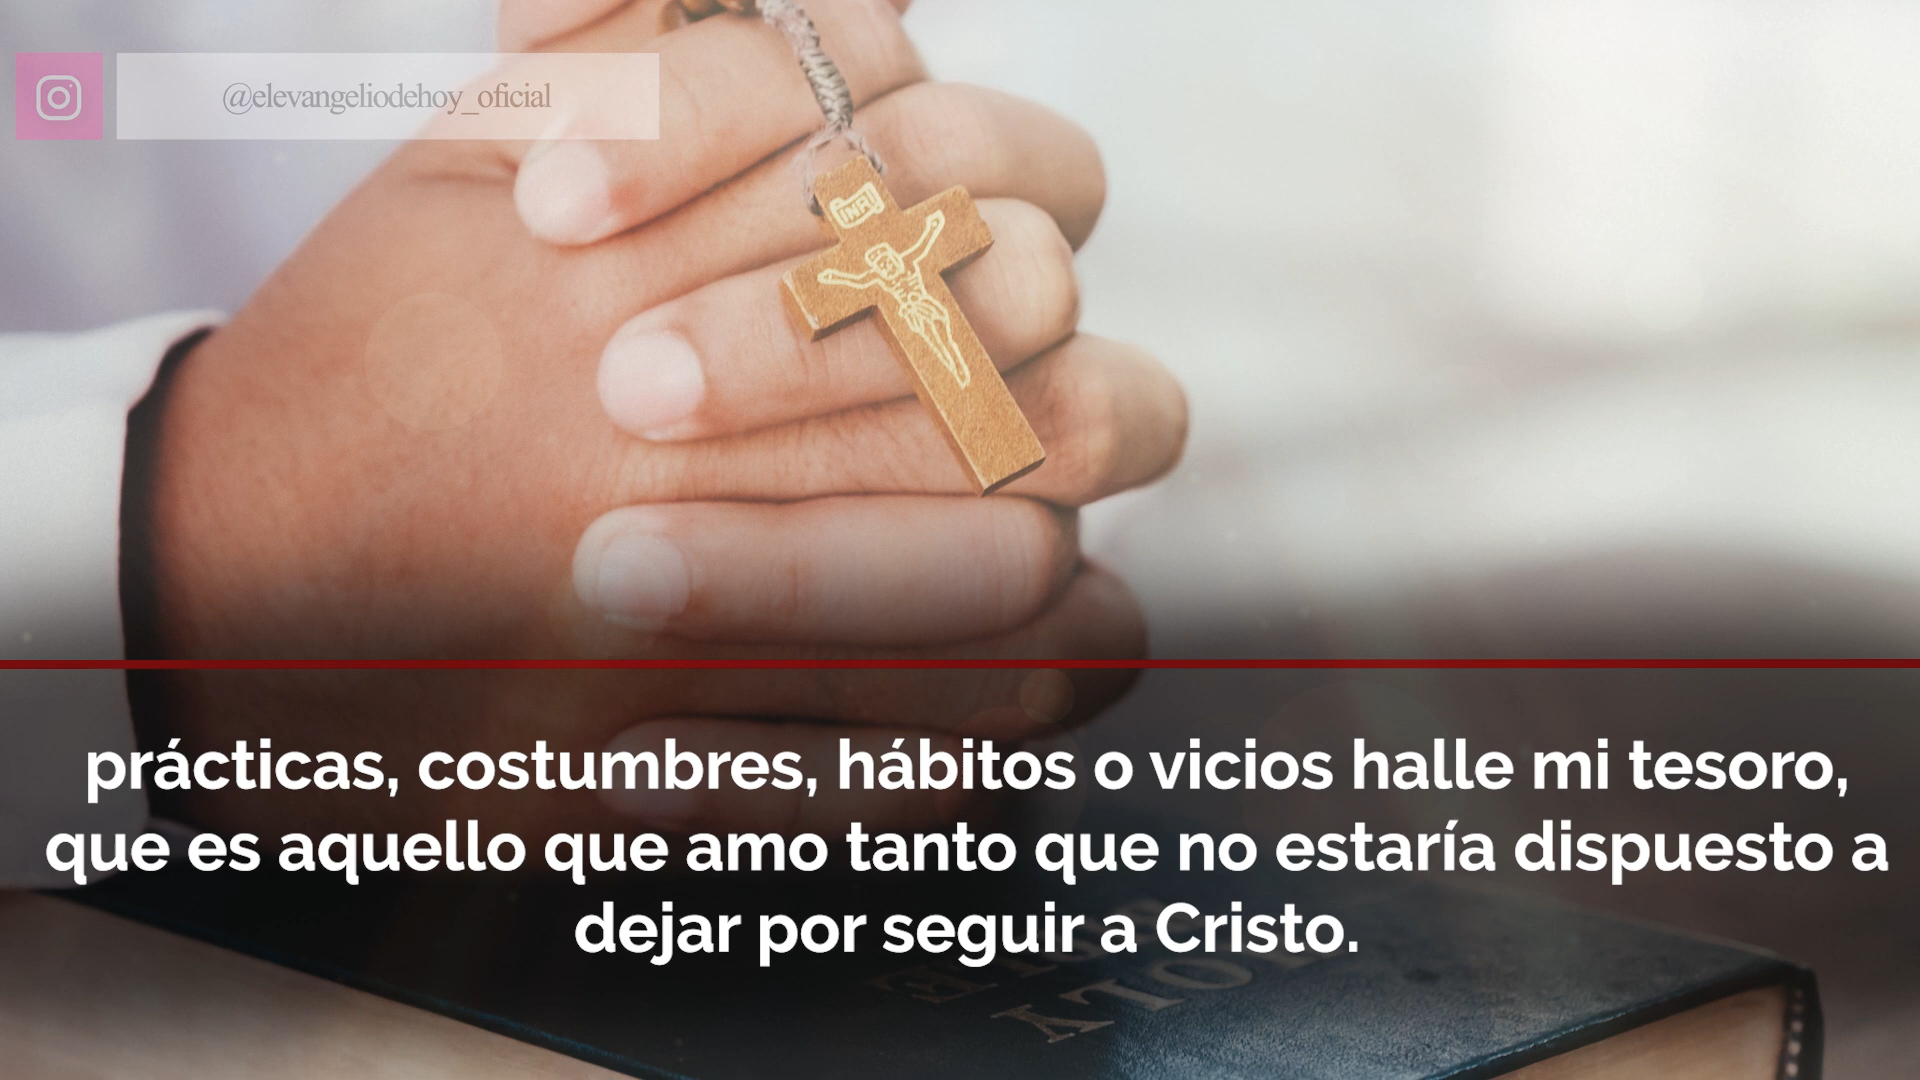 @elevangeliodehoy_oficial
INRI
prácticas, costumbres, hábitos o vicios halle mi tesoro,
que es aquello que amo tanto que no estaría dispuesto a
dejar por seguir a Cristo.
HOLY